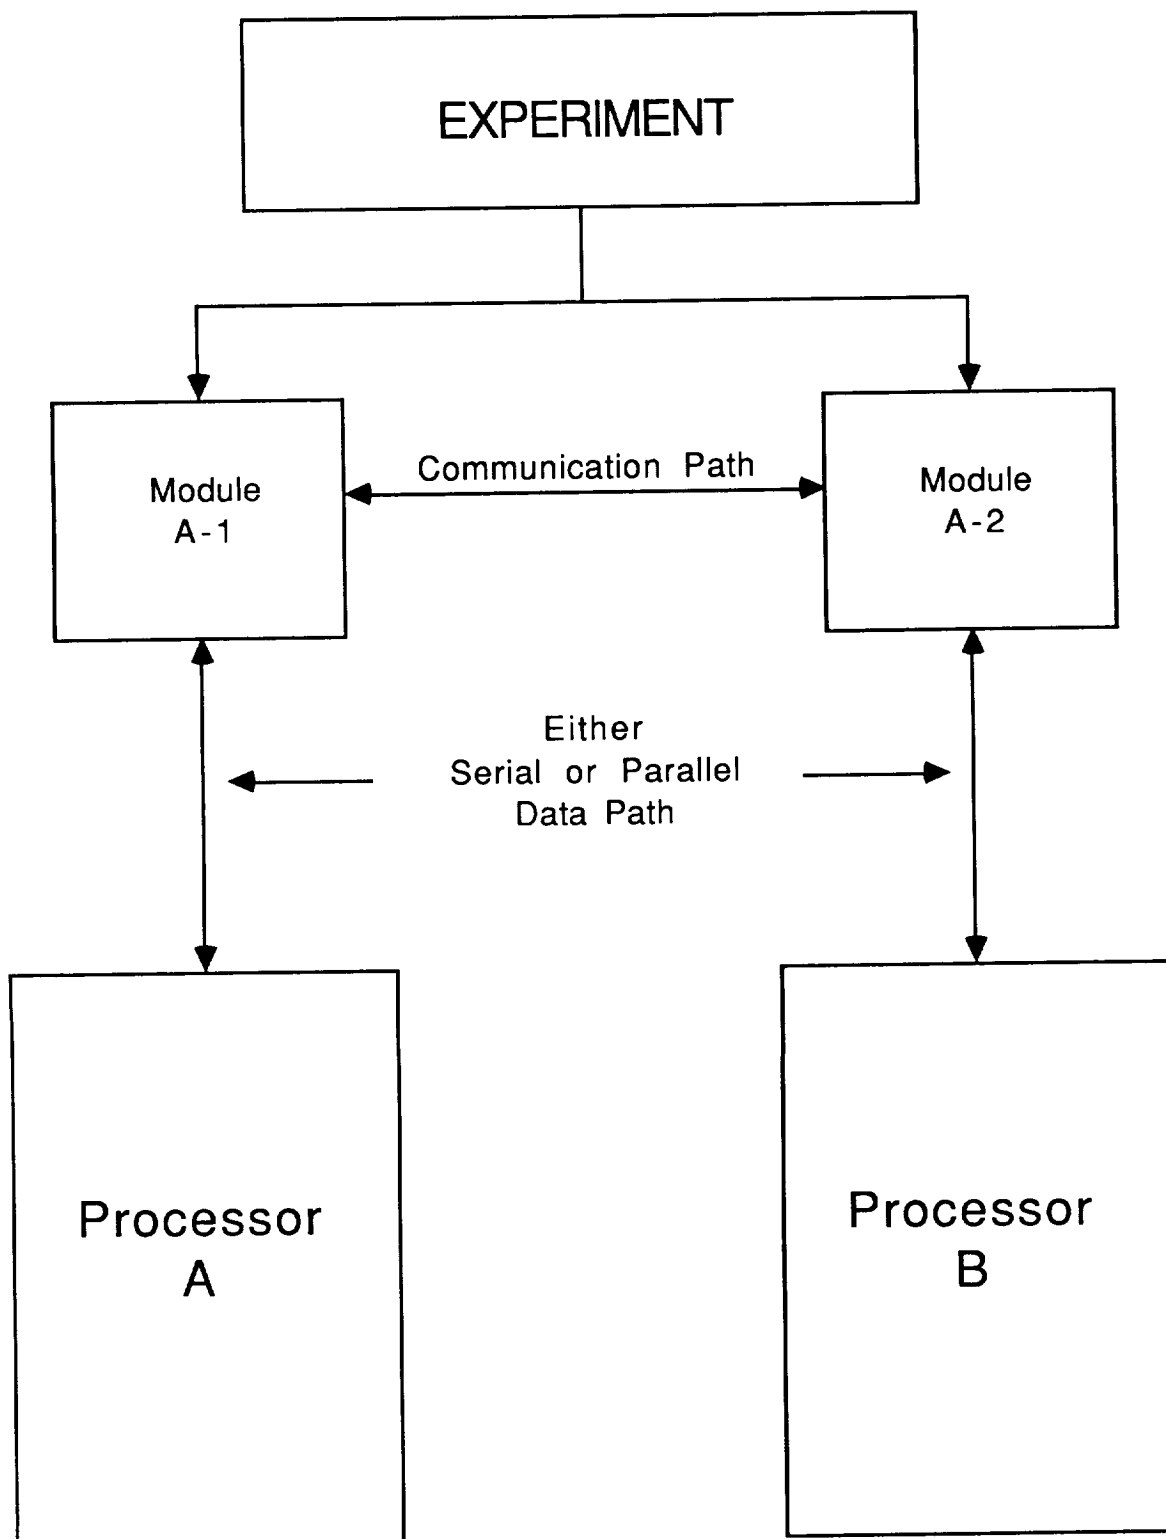 EXPERIMENT
Communication Path
Module
A-1
Module
A-2
Either
Serial or Parallel
Data Path
Processor
A
Processor
B